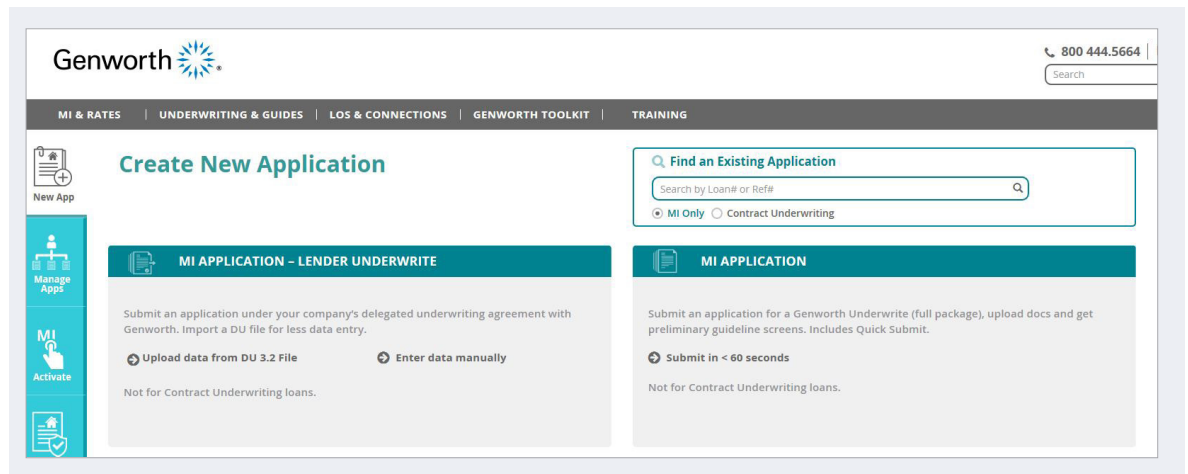 Genworth
800 444.5664
Search
MI & RATES | UNDERWRITING & GUIDES | LOS & CONNECTIONS | GENWORTH TOOLKIT | TRAINING
New App
Manage Apps
MI
Activate
Create New Application
Find an Existing Application
Search by Loan# or Ref#
MI Only Contract Underwriting
MI APPLICATION – LENDER UNDERWRITE
Submit an application under your company's delegated underwriting agreement with
Genworth. Import a DU file for less data entry.
Upload data from DU 3.2 File Enter data manually
Not for Contract Underwriting loans.
MI APPLICATION
Submit an application for a Genworth Underwrite (full package), upload docs and get
preliminary guideline screens. Includes Quick Submit.
Submit in < 60 seconds
Not for Contract Underwriting loans.